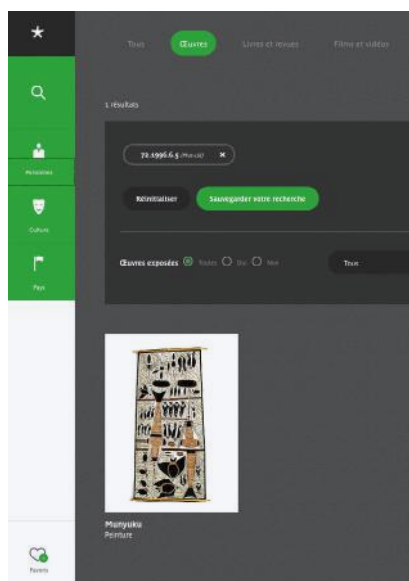 Tous Œuvres Livres et revues Films et vidéos
1 résultats
72.1996.6.5 ×
Réinitialiser Sauvegarder votre recherche
Œuvres exposées Toutes Oui Non Tous
Personnes
Culture
Pays
Munyuku
Peinture
Favoris